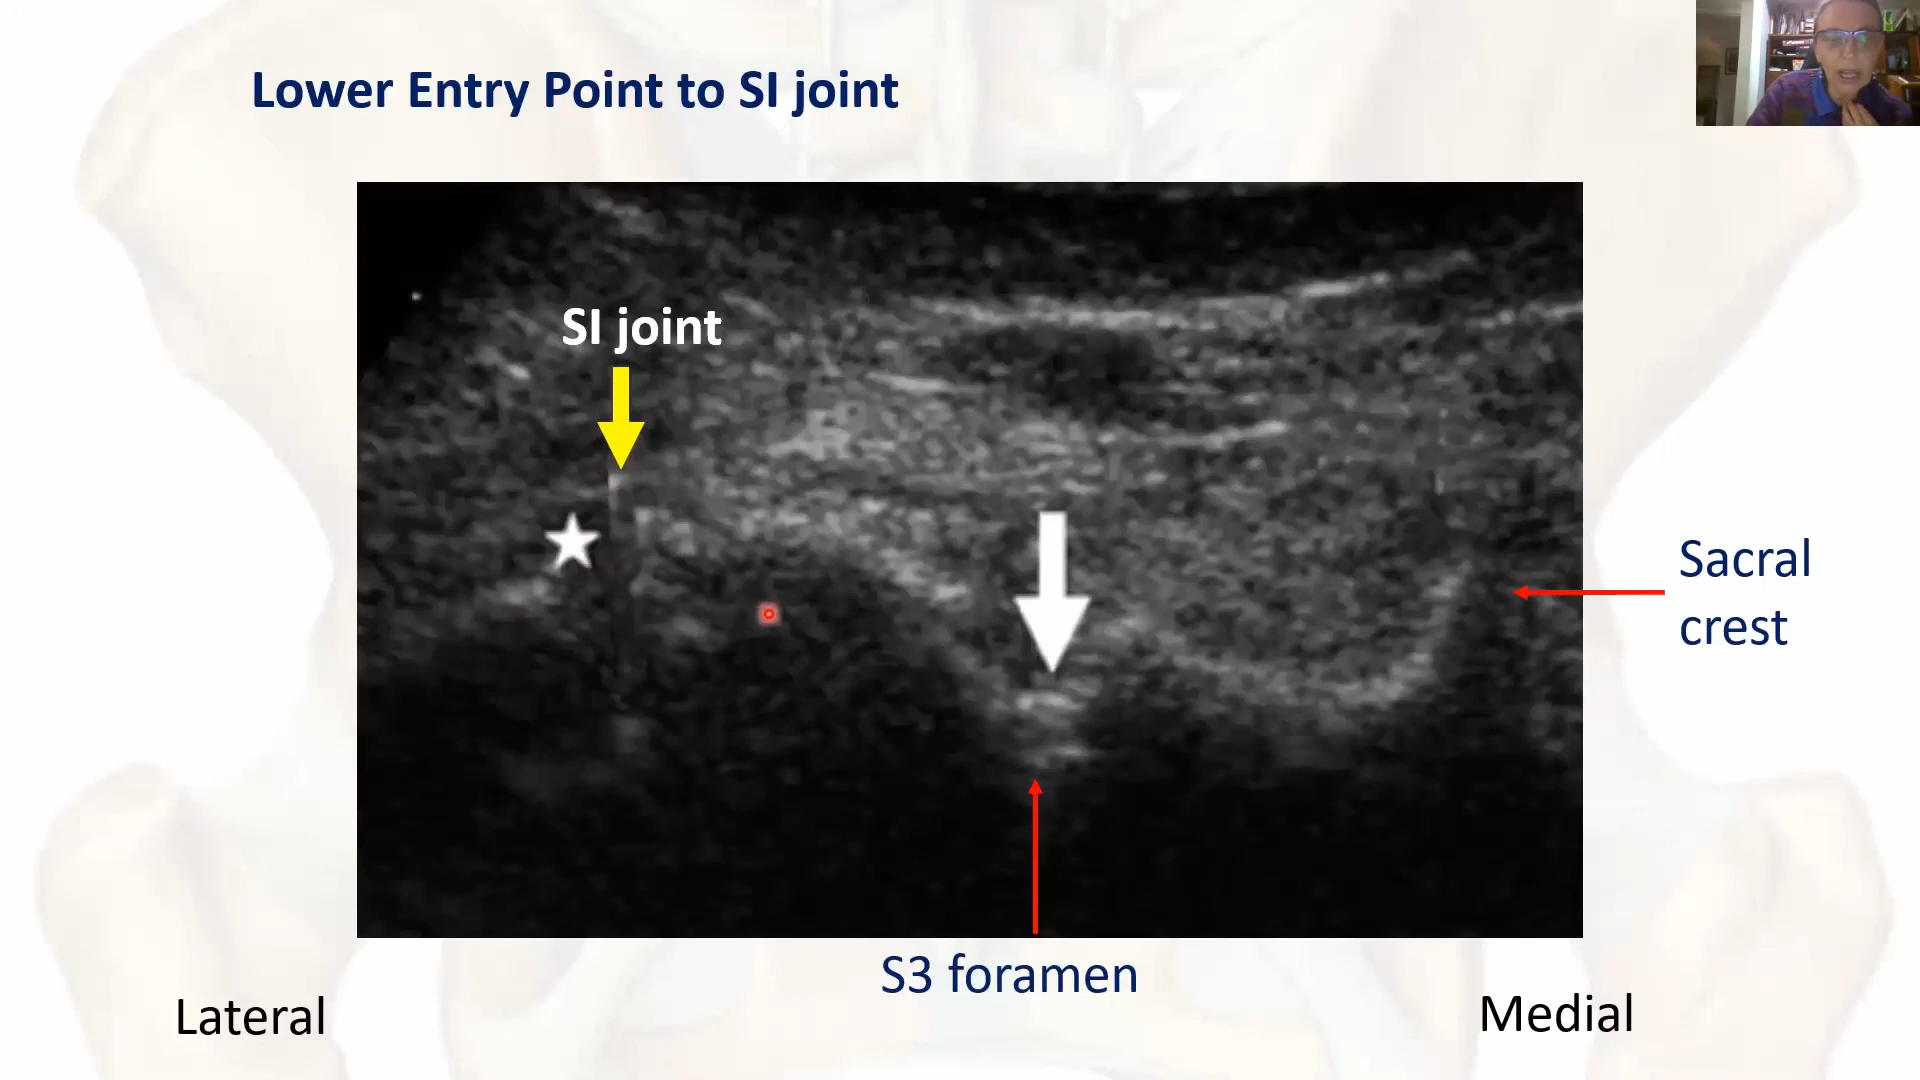 Lower Entry Point to SI joint
SI joint
Sacral
crest
S3 foramen
Lateral
Medial